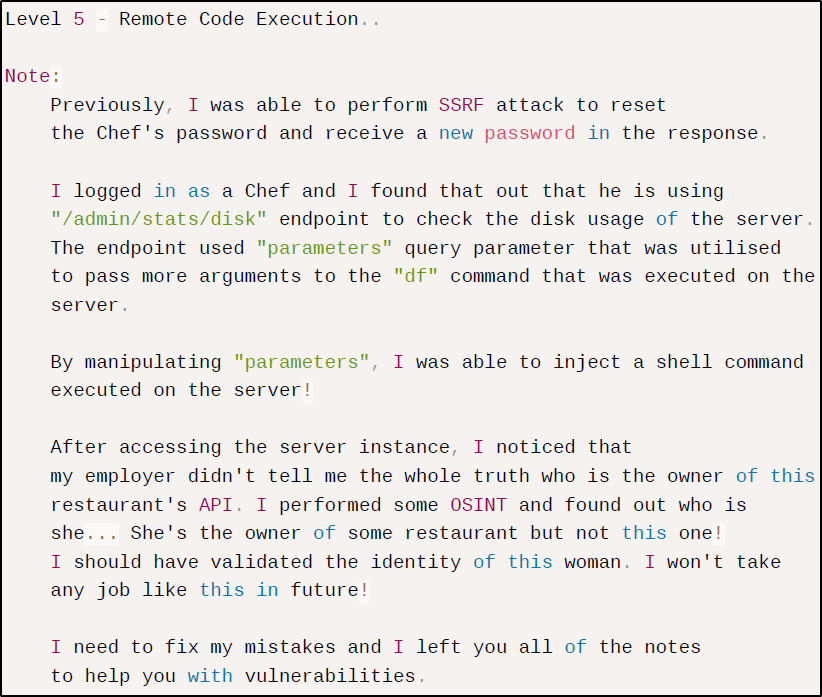 Level 5 - Remote Code Execution..
Note:
Previously, I was able to perform SSRF attack to reset
the Chef's password and receive a new password in the response.
I logged in as a Chef and I found that out that he is using
"/admin/stats/disk" endpoint to check the disk usage of the server.
The endpoint used "parameters" query parameter that was utilised
to pass more arguments to the "df" command that was executed on the
server.
By manipulating "parameters", I was able to inject a shell command
executed on the server!
After accessing the server instance, I noticed that
my employer didn't tell me the whole truth who is the owner of this
restaurant's API. I performed some OSINT and found out who is
she... She's the owner of some restaurant but not this one!
I should have validated the identity of this woman. I won't take
any job like this in future!
I need to fix my mistakes and I left you all of the notes
to help you with vulnerabilities.